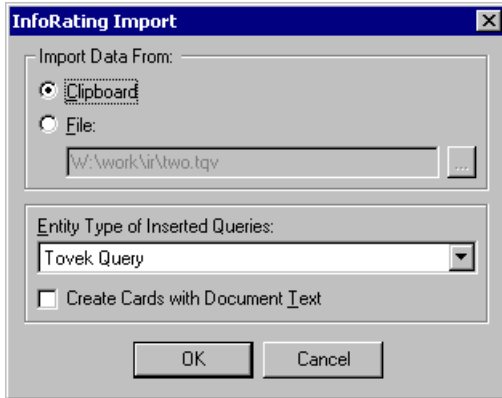 InfoRating Import
Import Data From:
Clipboard
File:
W:\work\ir\two.tqv
...
Entity Type of Inserted Queries:
Tovek Query
Create Cards with Document Text
OK Cancel